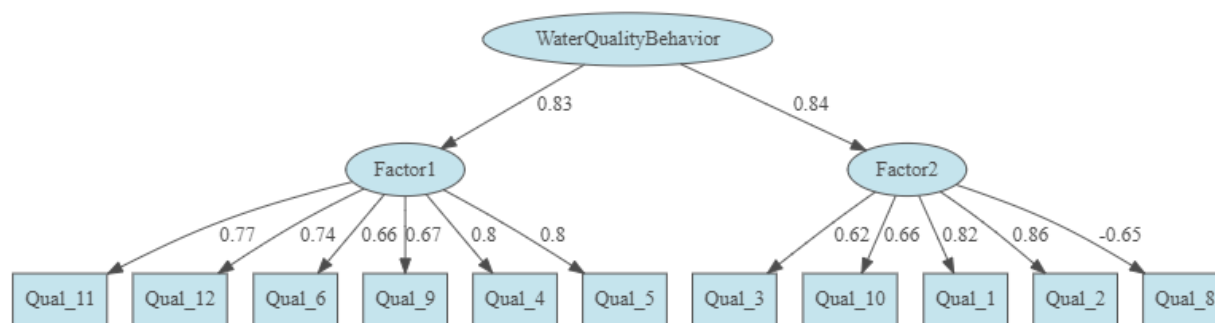 WaterQualityBehavior
0.83 0.84
Factor1 Factor2
0.77 0.74 0.66 0.67 0.8 0.8 0.62 0.66 0.82 0.86 -0.65
Qual_11 Qual_12 Qual_6 Qual_9 Qual_4 Qual_5 Qual_3 Qual_10 Qual_1 Qual_2 Qual_8